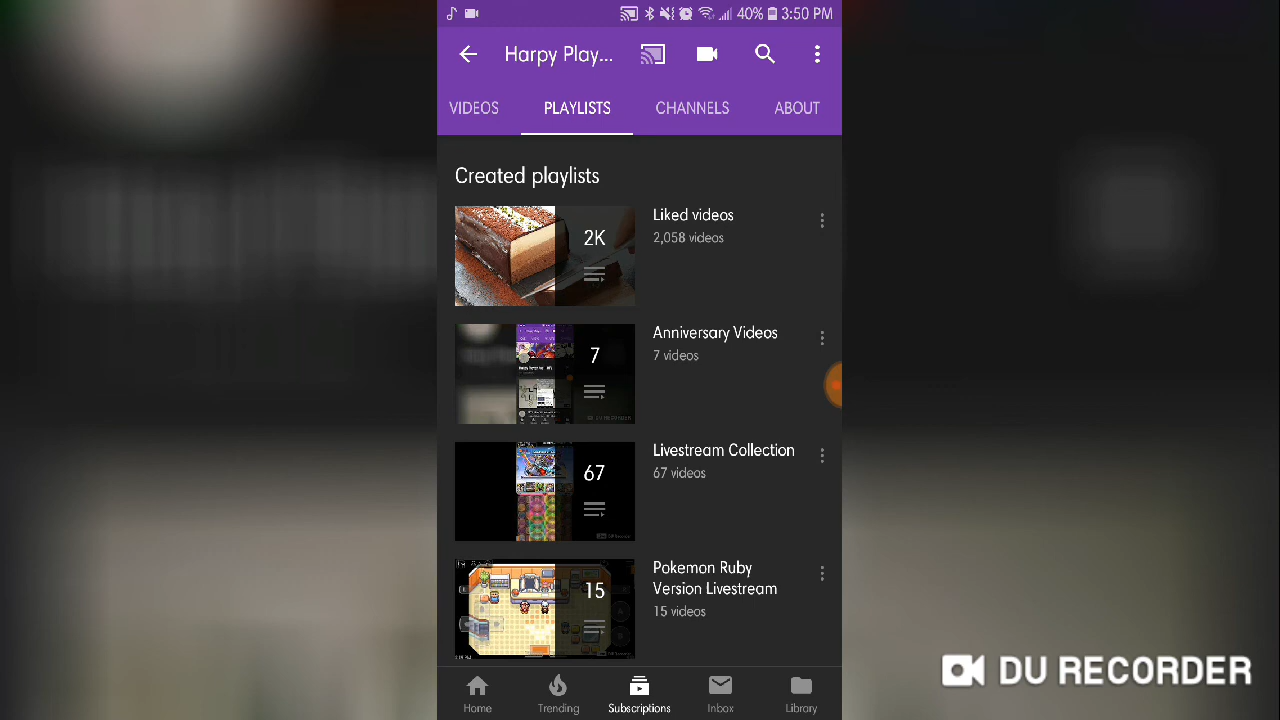 40% 3:50 PM
Harpy Play...
VIDEOS PLAYLISTS CHANNELS ABOUT
Created playlists
2K
Liked videos
2,058 videos
7
Anniversary Videos
7 videos
67
Livestream Collection
67 videos
15
Pokemon Ruby
Version Livestream
15 videos
Home Trending Subscriptions Inbox Library
DU RECORDER